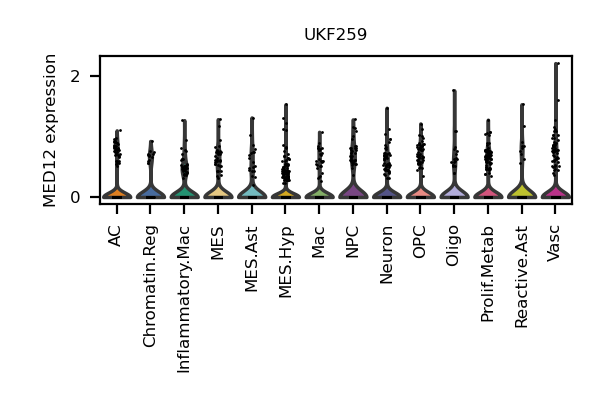 UKF259
MED12 expression
2
0
AC
Chromatin.Reg
Inflammatory.Mac
MES
MES.Ast
MES.Hyp
Mac
NPC
Neuron
OPC
Oligo
Prolif.Metab
Reactive.Ast
Vasc